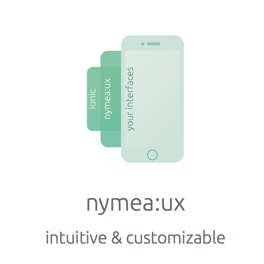 Ionic
nymea:ux
your interfaces
nymea:ux
intuitive & customizable